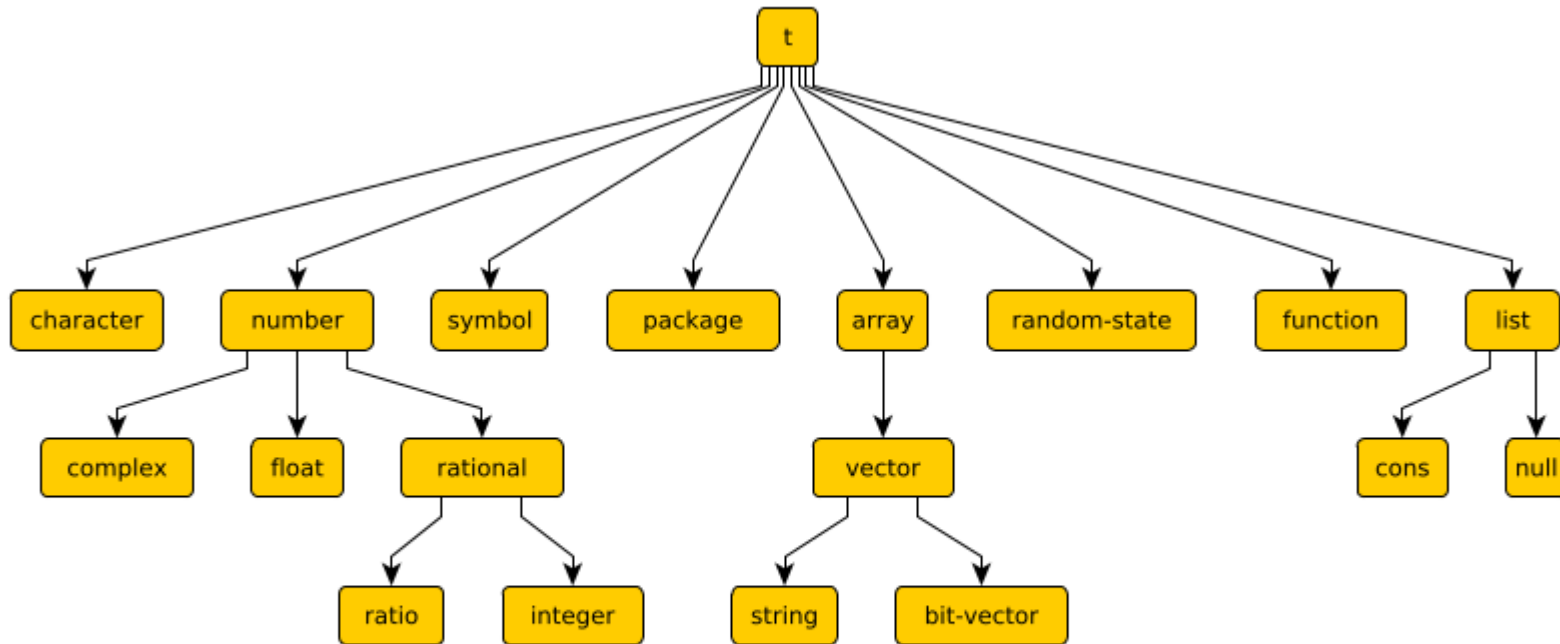 t
character
number
symbol
package
array
random-state
function
list
complex
float
rational
vector
cons
null
ratio
integer
string
bit-vector